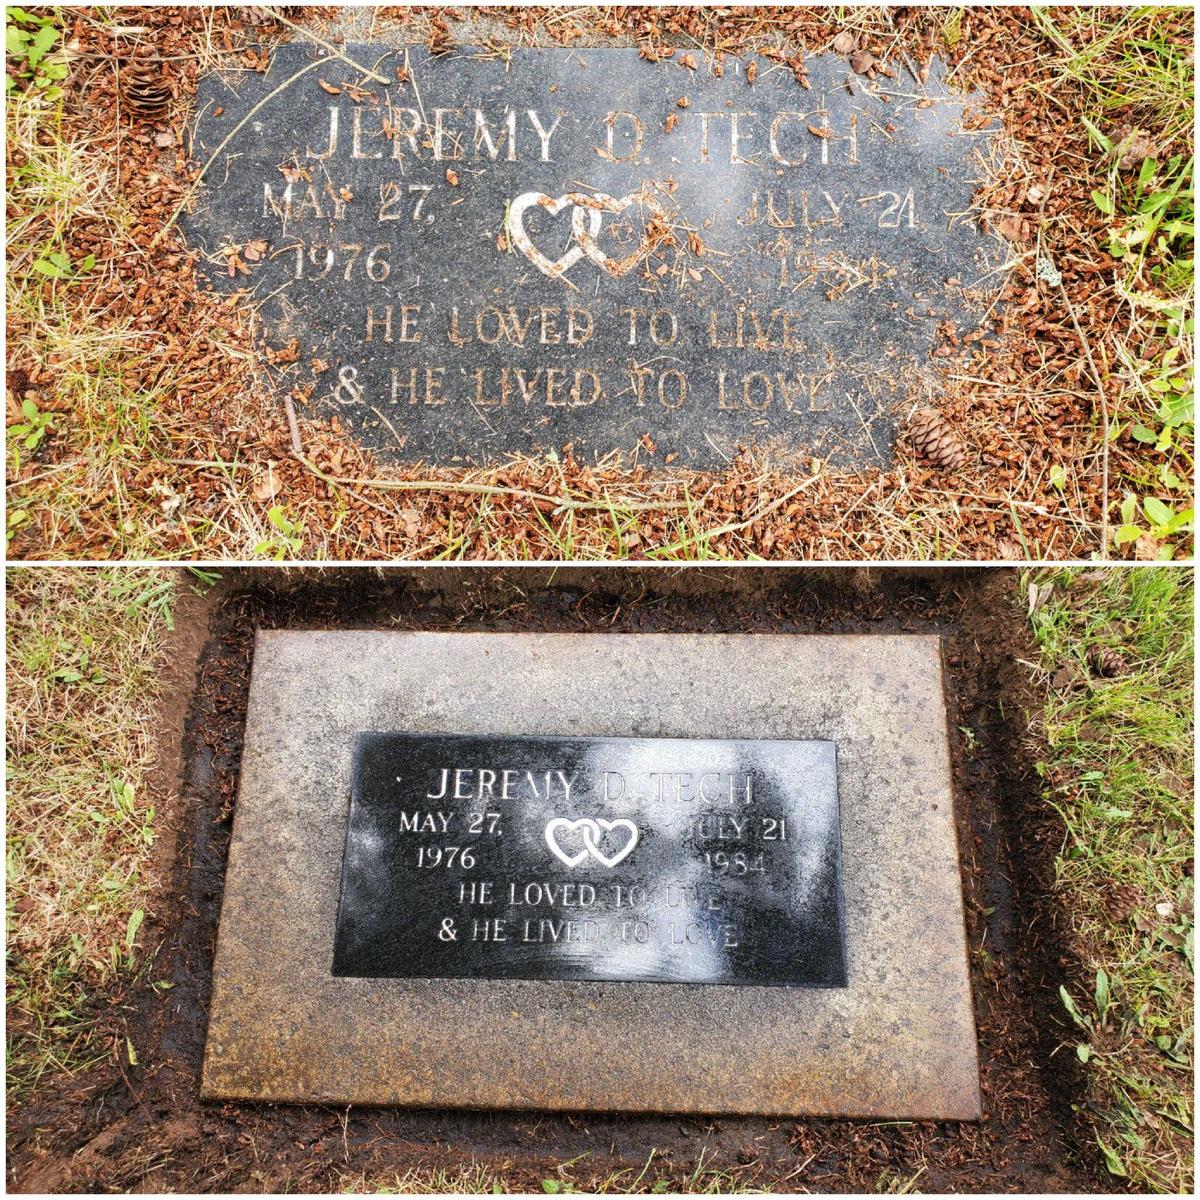 JEREMY D. TECH
MAY 27, JULY 21
1976 1984
HE LOVED TO LIVE
& HE LIVED TO LOVE
JEREMY D. TECH
MAY 27, JULY 21
1976 1984
HE LOVED TO LIVE
& HE LIVED TO LOVE